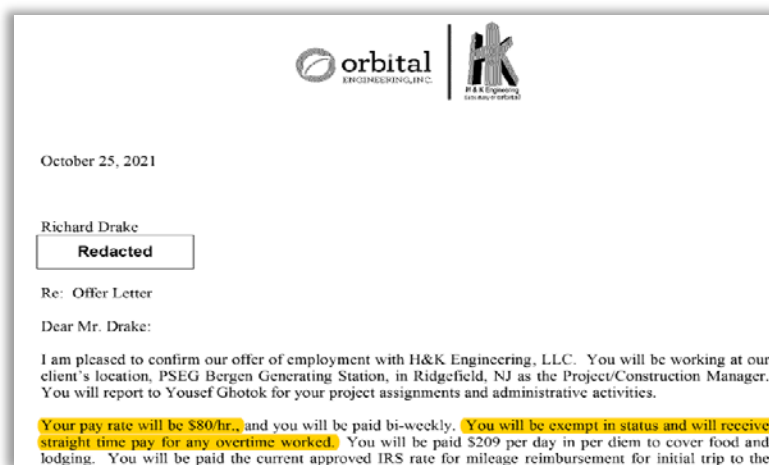 orbital
ENGINEERING, INC.
H & K Engineering
October 25, 2021
Richard Drake
Redacted
Re: Offer Letter
Dear Mr. Drake:
I am pleased to confirm our offer of employment with H&K Engineering, LLC. You will be working at our
client's location, PSEG Bergen Generating Station, in Ridgefield, NJ as the Project/Construction Manager.
You will report to Yousef Ghotok for your project assignments and administrative activities.
Your pay rate will be $80/hr., and you will be paid bi-weekly. You will be exempt in status and will receive
straight time pay for any overtime worked. You will be paid $209 per day in per diem to cover food and
lodging. You will be paid the current approved IRS rate for mileage reimbursement for initial trip to the